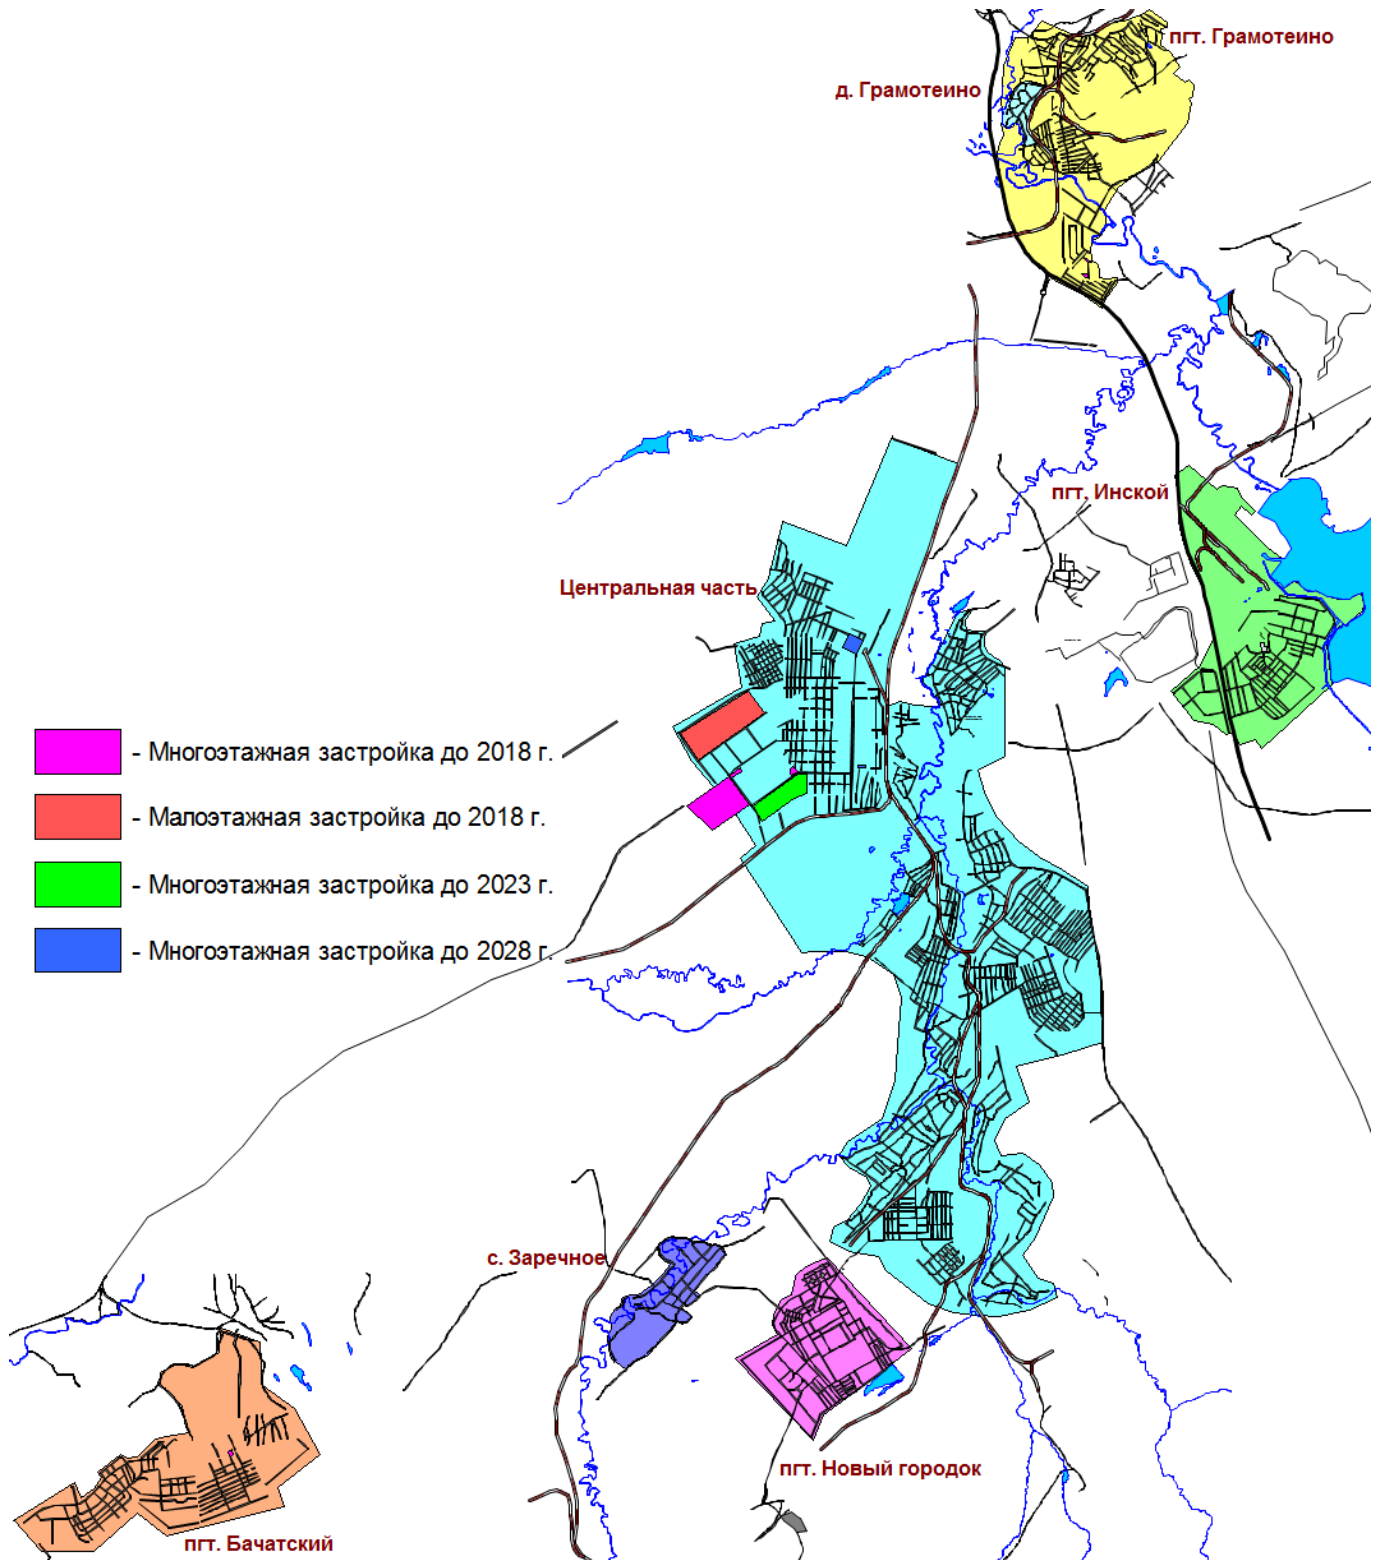 пгт. Грамотеино
д. Грамотеино
пгт. Инской
Центральная часть
- Многоэтажная застройка до 2018 г.
- Малоэтажная застройка до 2018 г.
- Многоэтажная застройка до 2023 г.
- Многоэтажная застройка до 2028 г.
с. Заречное
пгт. Новый городок
пгт. Бачатский